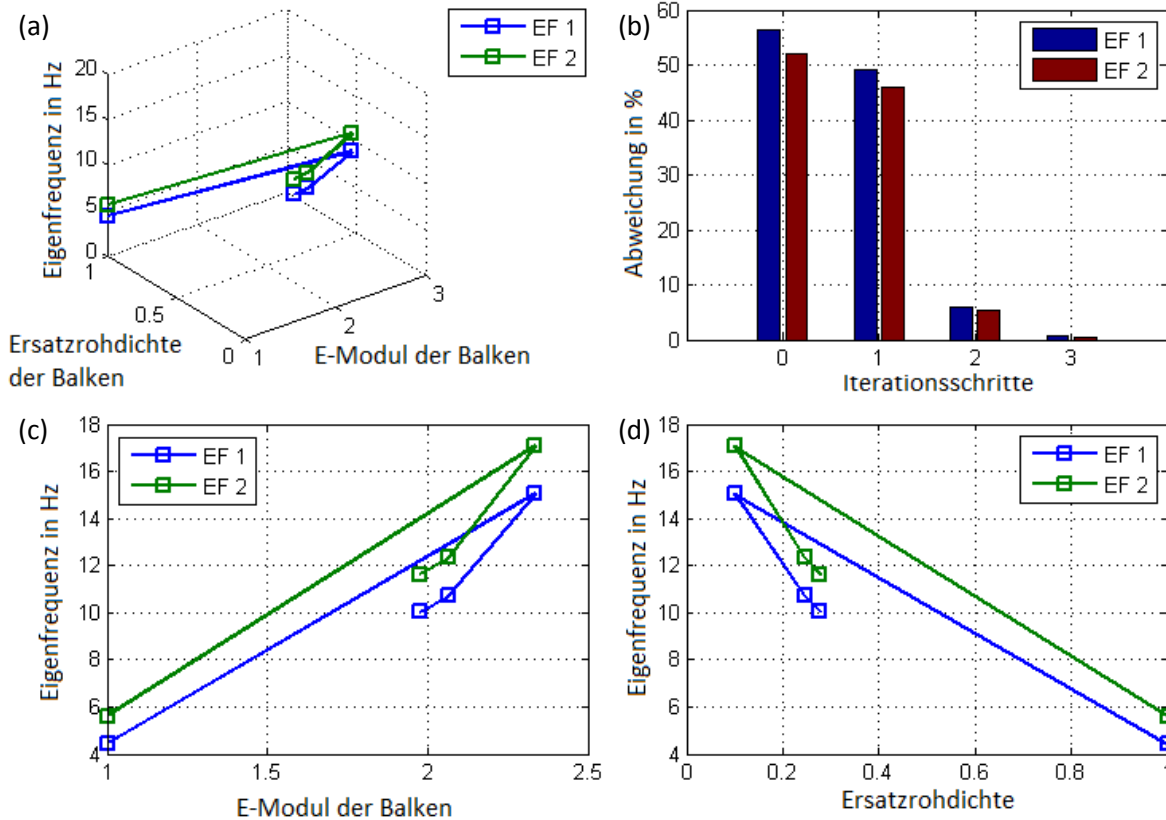 (a)
EF 1
EF 2
Eigenfrequenz in Hz
20
15
10
5
0
1
0.5
0
1
2
3
Ersatzrohdichte
der Balken
E-Modul der Balken
(b)
EF 1
EF 2
Abweichung in %
60
50
40
30
20
10
0
0
1
2
3
Iterationsschritte
(c)
EF 1
EF 2
Eigenfrequenz in Hz
18
16
14
12
10
8
6
4
1
1.5
2
2.5
E-Modul der Balken
(d)
EF 1
EF 2
Eigenfrequenz in Hz
18
16
14
12
10
8
6
4
0
0.2
0.4
0.6
0.8
1
Ersatzrohdichte